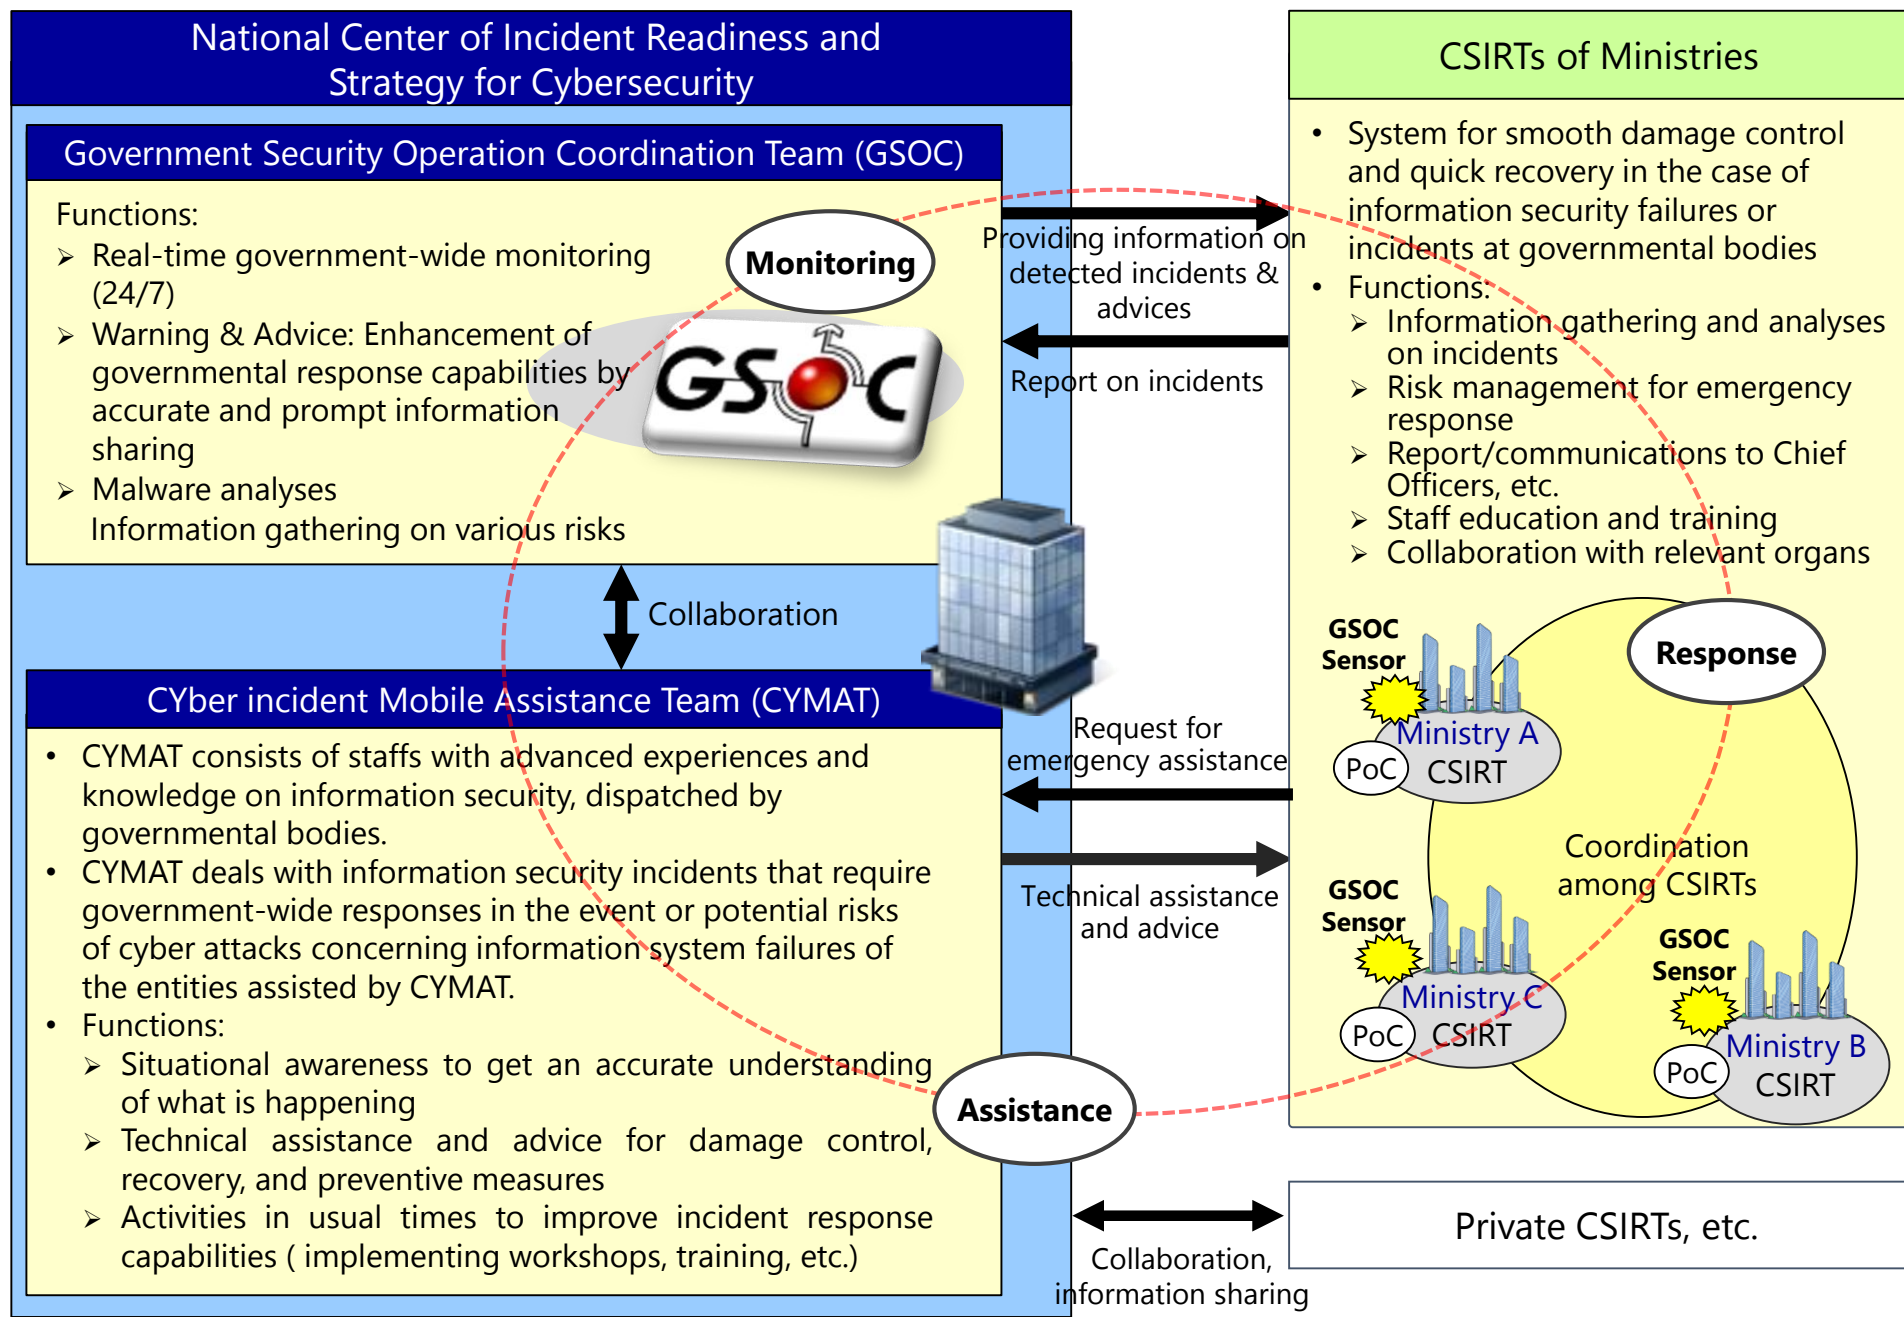 National Center of Incident Readiness and
Strategy for Cybersecurity
Government Security Operation Coordination Team (GSOC)
Functions:
➢ Real-time government-wide monitoring
(24/7)
➢ Warning & Advice: Enhancement of
governmental response capabilities by
accurate and prompt information
sharing
➢ Malware analyses
Information gathering on various risks
Monitoring
GSOC
Collaboration
CYber incident Mobile Assistance Team (CYMAT)
• CYMAT consists of staffs with advanced experiences and
knowledge on information security, dispatched by
governmental bodies.
• CYMAT deals with information security incidents that require
government-wide responses in the event or potential risks
of cyber attacks concerning information system failures of
the entities assisted by CYMAT.
• Functions:
➢ Situational awareness to get an accurate understanding
of what is happening
➢ Technical assistance and advice for damage control,
recovery, and preventive measures
➢ Activities in usual times to improve incident response
capabilities ( implementing workshops, training, etc.)
Assistance
Providing information on
detected incidents &
advices
Report on incidents
Request for
emergency assistance
Technical assistance
and advice
Collaboration,
information sharing
CSIRTs of Ministries
• System for smooth damage control
and quick recovery in the case of
information security failures or
incidents at governmental bodies
• Functions:
➢ Information gathering and analyses
on incidents
➢ Risk management for emergency
response
➢ Report/communications to Chief
Officers, etc.
➢ Staff education and training
➢ Collaboration with relevant organs
Response
GSOC
Sensor
Ministry A
CSIRT
PoC
Coordination
among CSIRTs
GSOC
Sensor
Ministry C
CSIRT
PoC
GSOC
Sensor
Ministry B
CSIRT
PoC
Private CSIRTs, etc.